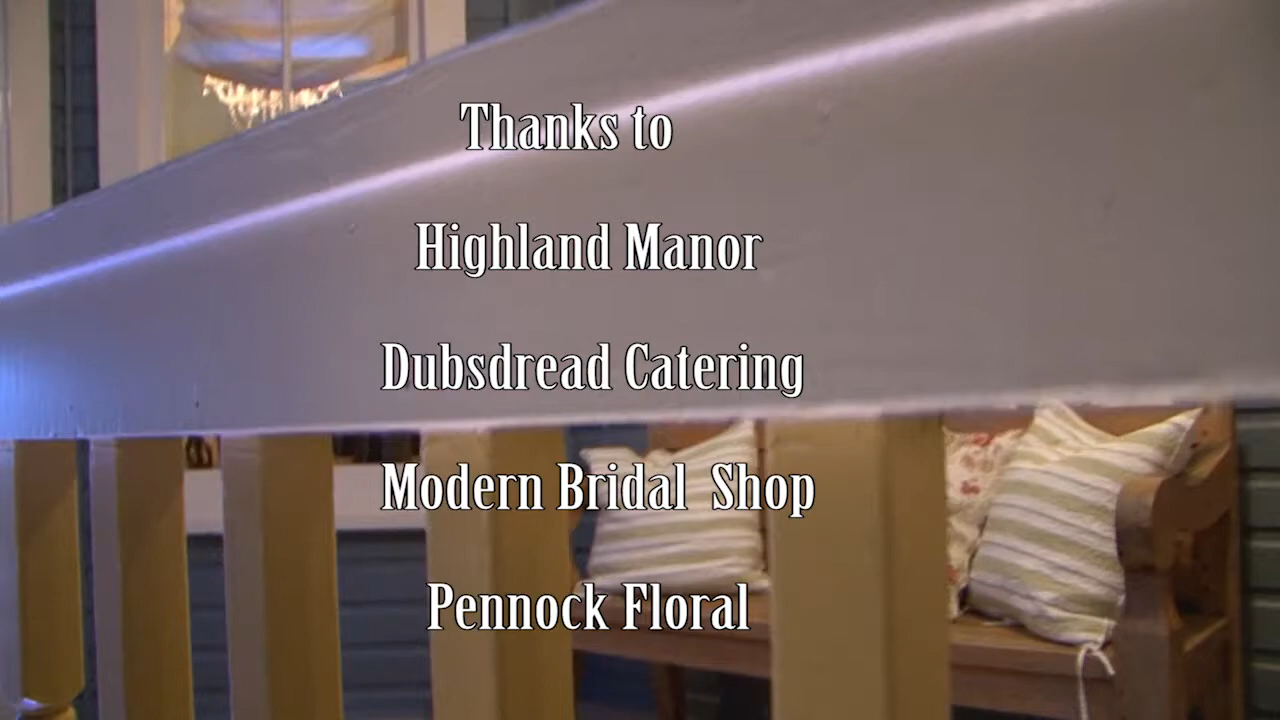 Thanks to
Highland Manor
Dubsdread Catering
Modern Bridal  Shop
Pennock Floral